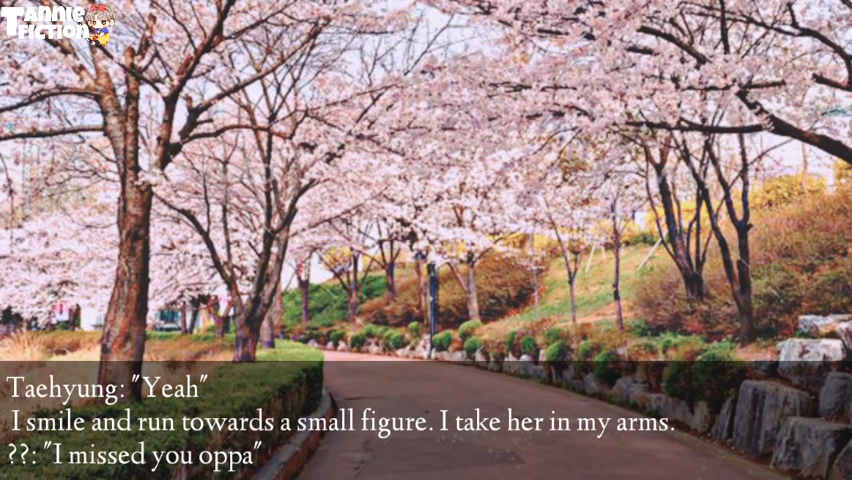 TANNIE
FICTION
Taehyung: "Yeah"
I smile and run towards a small figure. I take her in my arms.
??: "I missed you oppa"